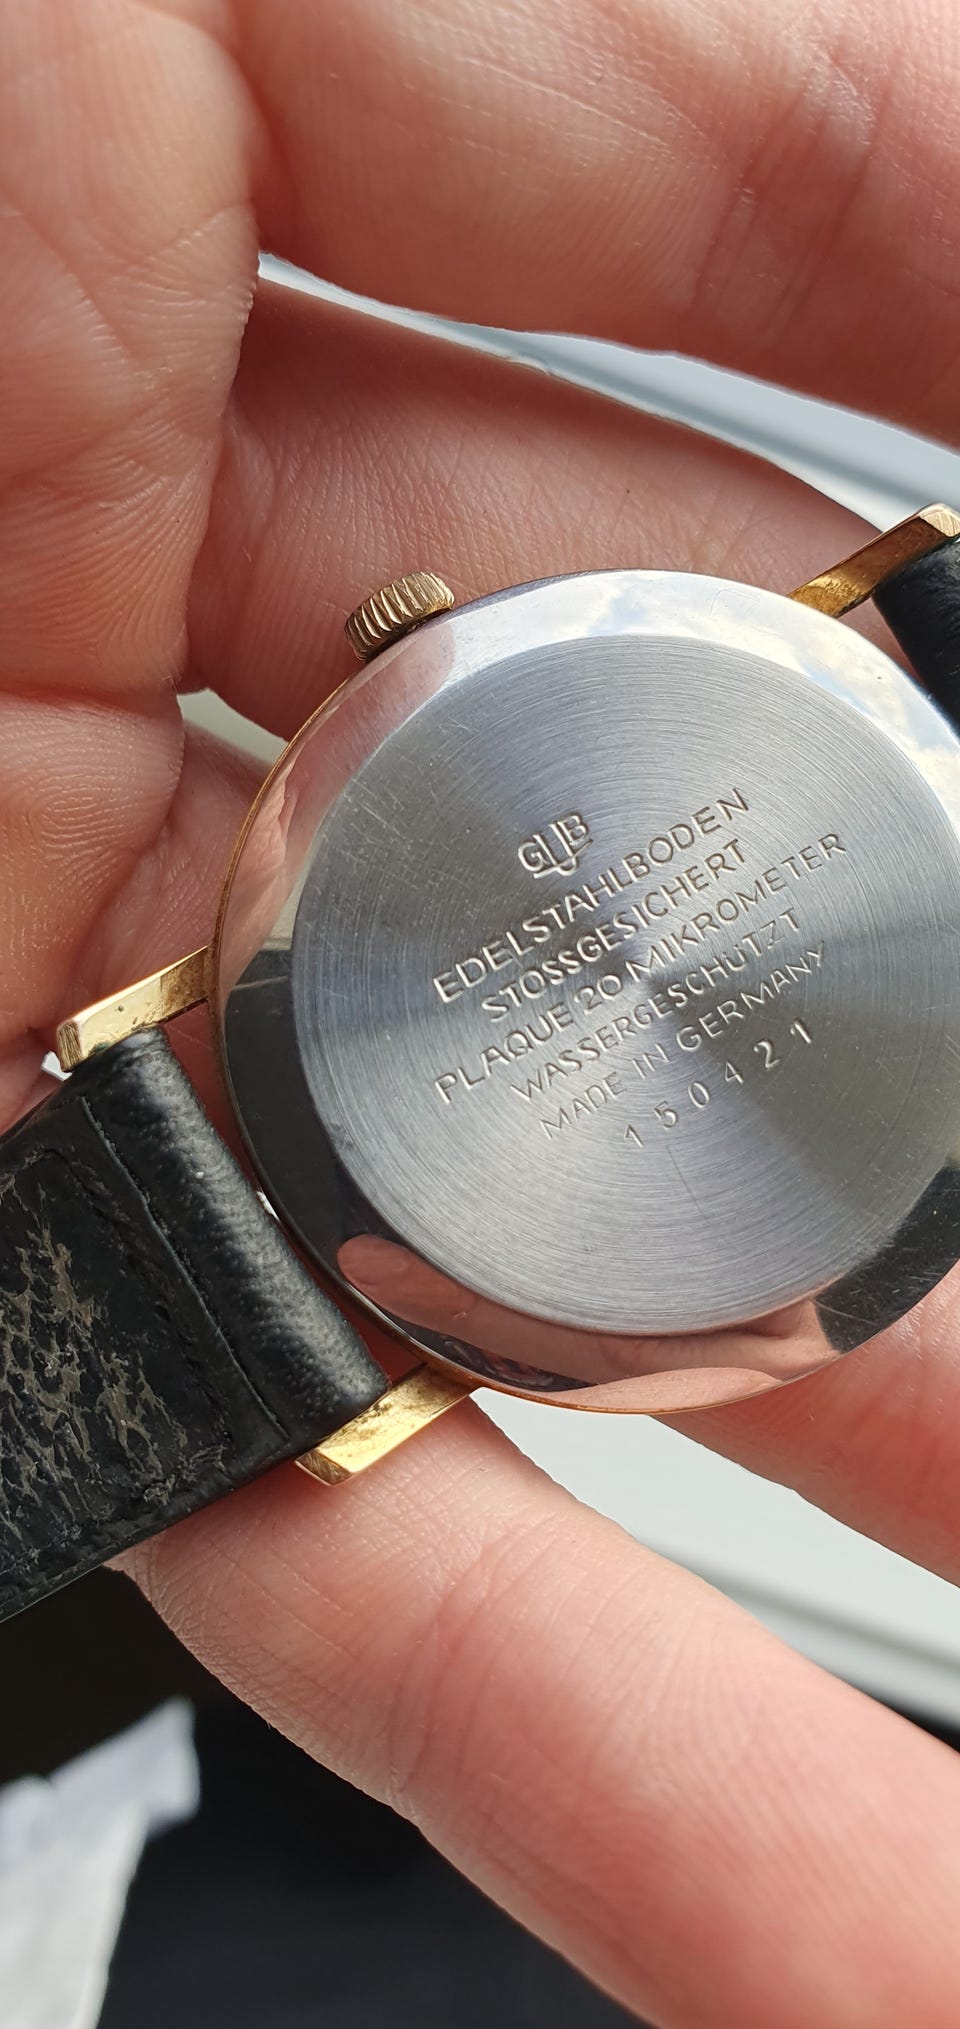 GUB
EDELSTAHLBODEN
STOSSGESICHERT
PLAQUE 20 MIKROMETER
WASSERGESCHÜTZT
MADE IN GERMANY
150421